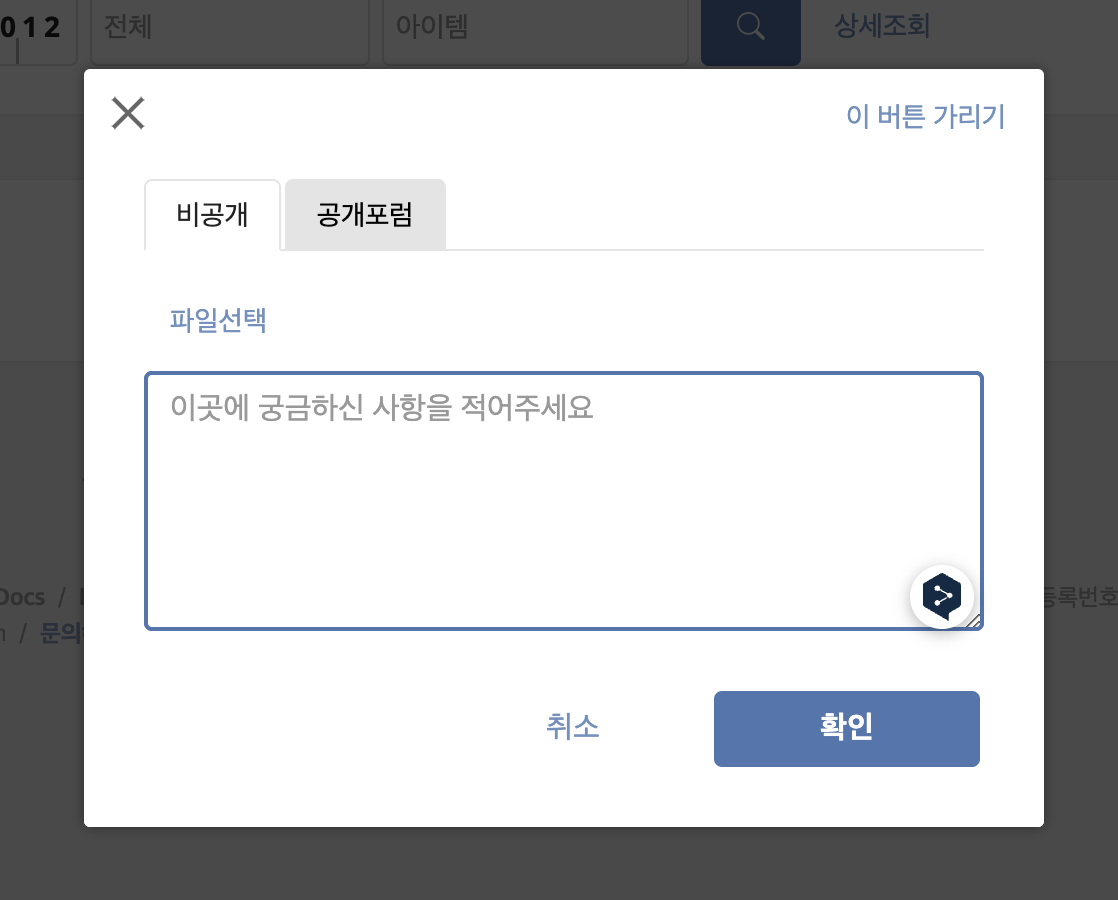 012
전체
아이템
상세조회
이 버튼 가리기
비공개
공개포럼
파일선택
이곳에 궁금하신 사항을 적어주세요
Docs /
등록번호
/ 문의
취소
확인